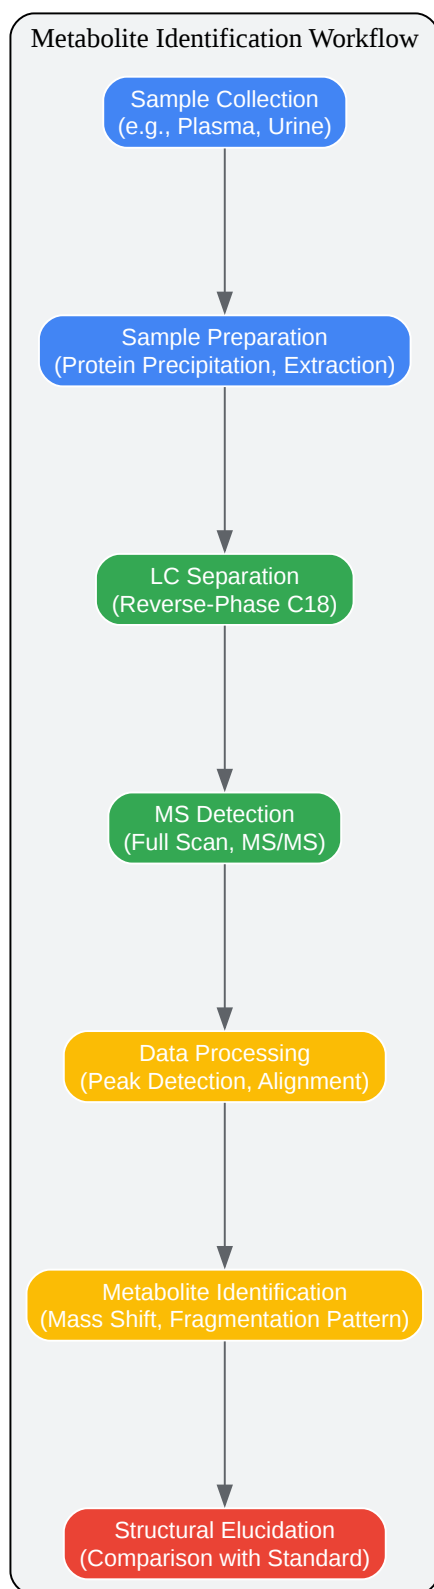 Metabolite Identification Workflow
Sample Collection
(e.g., Plasma, Urine)
Sample Preparation
(Protein Precipitation, Extraction)
LC Separation
(Reverse-Phase C18)
MS Detection
(Full Scan, MS/MS)
Data Processing
(Peak Detection, Alignment)
Metabolite Identification
(Mass Shift, Fragmentation Pattern)
Structural Elucidation
(Comparison with Standard)